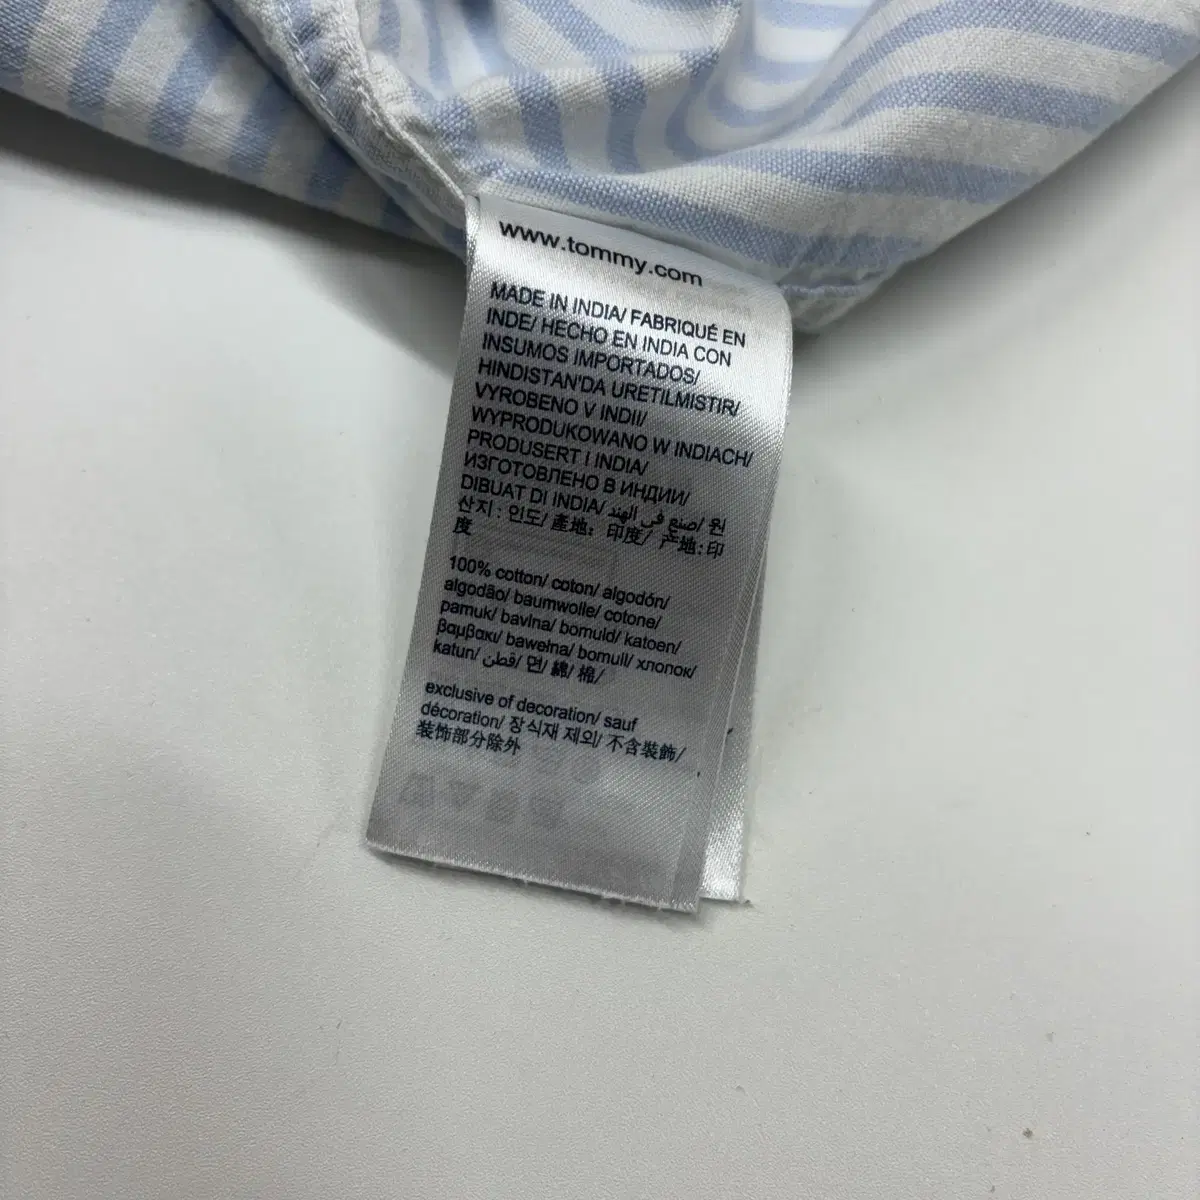 www.tommy.com
MADE IN INDIA/ FABRIQUÉ EN
INDE/ HECHO EN INDIA CON
INSUMOS IMPORTADOS/
HINDISTAN'DA URETILMISTIR/
VYROBENO V INDII/
WYPRODUKOWANO W INDIACH/
PRODUSERT I INDIA/
ИЗГОТОВЛЕНО В ИНДИИ/
DIBUAT DI INDIA/ صنع في الهند/ 원
산지 : 인도/ 產地: 印度/ 产地:印
度
100% cotton/ coton/ algodón/
algodão/ baumwolle/ cotone/
pamuk/ bavlna/ bomuld/ katoen/
βαμβακι/ bawełna/ bomull/ хлопок/
katun/ قطن/ 면/ 綿/ 棉/
exclusive of decoration/ sauf
décoration/ 장식재 제외/ 不含裝飾/
装饰部分除外